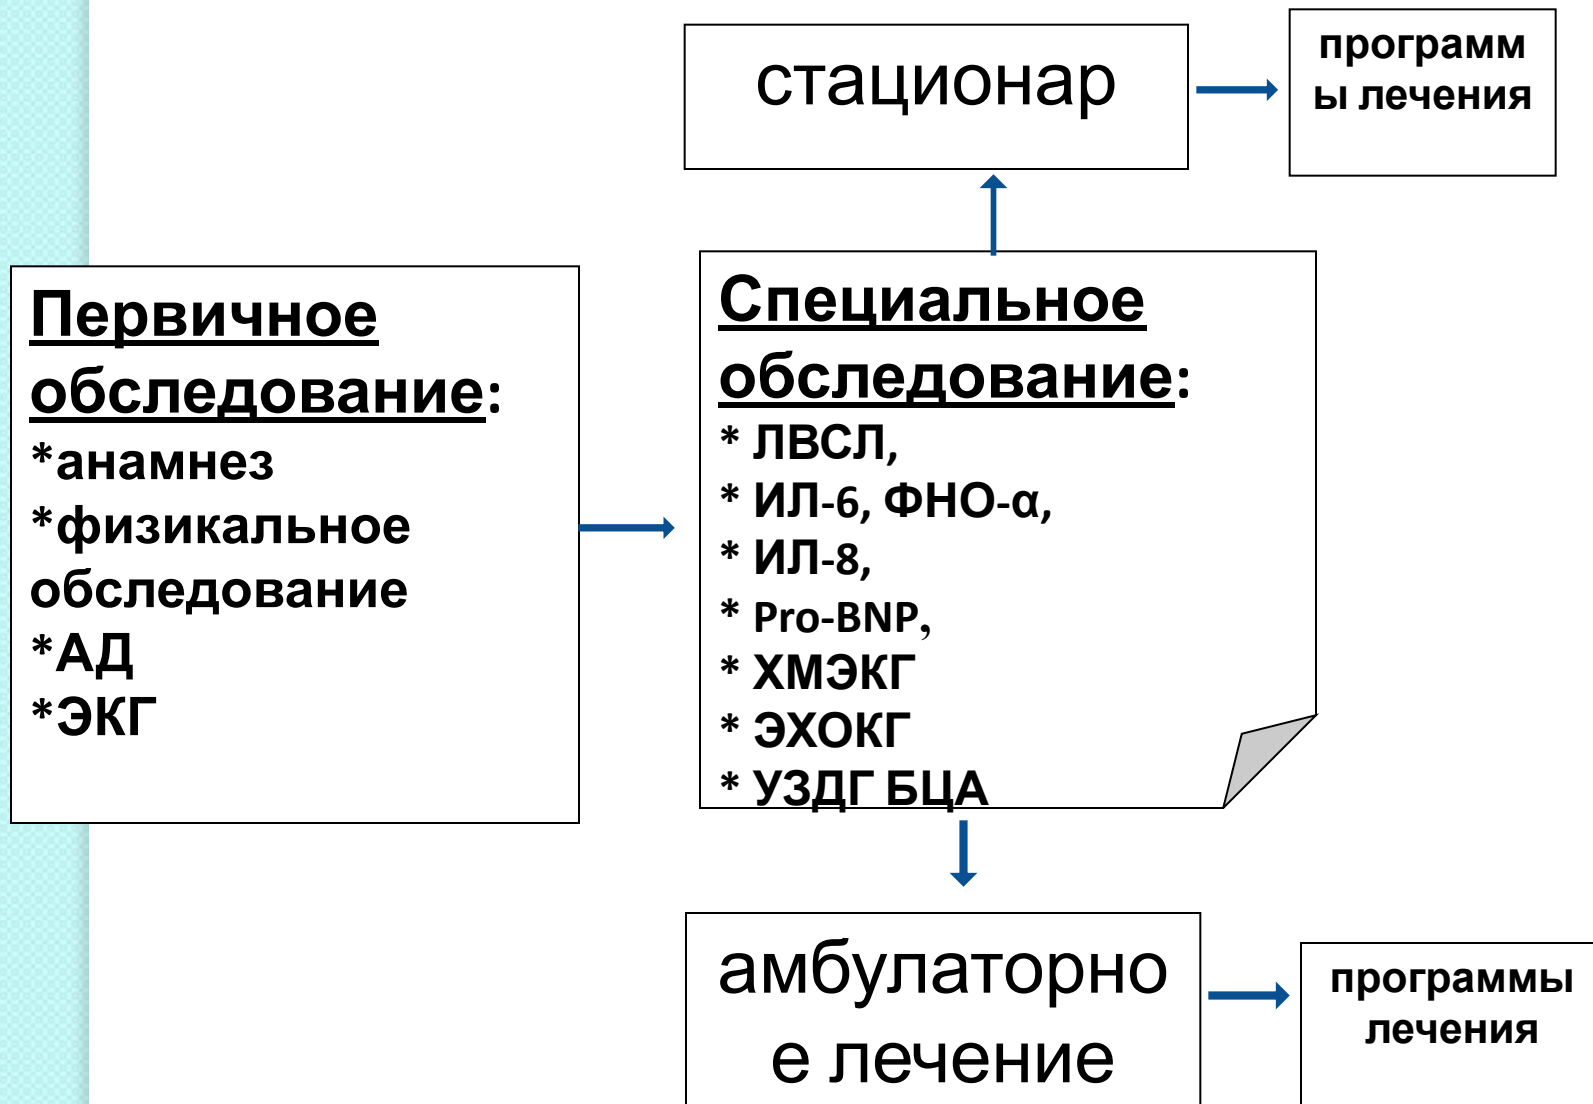 стационар
программ
ы лечения
Первичное
обследование:
*анамнез
*физикальное
обследование
*АД
*ЭКГ
Специальное
обследование:
* ЛВСЛ,
* ИЛ-6, ФНО-α,
* ИЛ-8,
* Pro-BNP,
* ХМЭКГ
* ЭХОКГ
* УЗДГ БЦА
амбулаторно
е лечение
программы
лечения